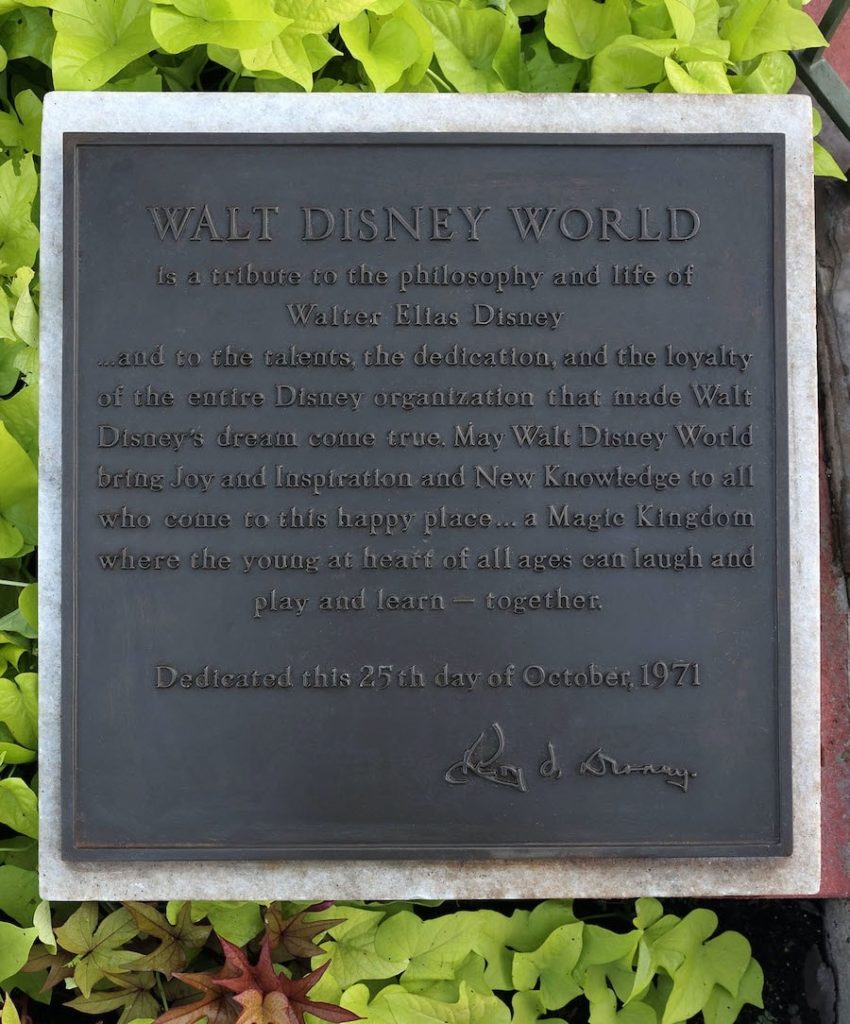 WALT DISNEY WORLD
is a tribute to the philosophy and life of
Walter Elias Disney
...and to the talents, the dedication, and the loyalty
of the entire Disney organization that made Walt
Disney's dream come true. May Walt Disney World
bring Joy and Inspiration and New Knowledge to all
who come to this happy place... a Magic Kingdom
where the young at heart of all ages can laugh and
play and learn — together.
Dedicated this 25th day of October, 1971
Roy O. Disney